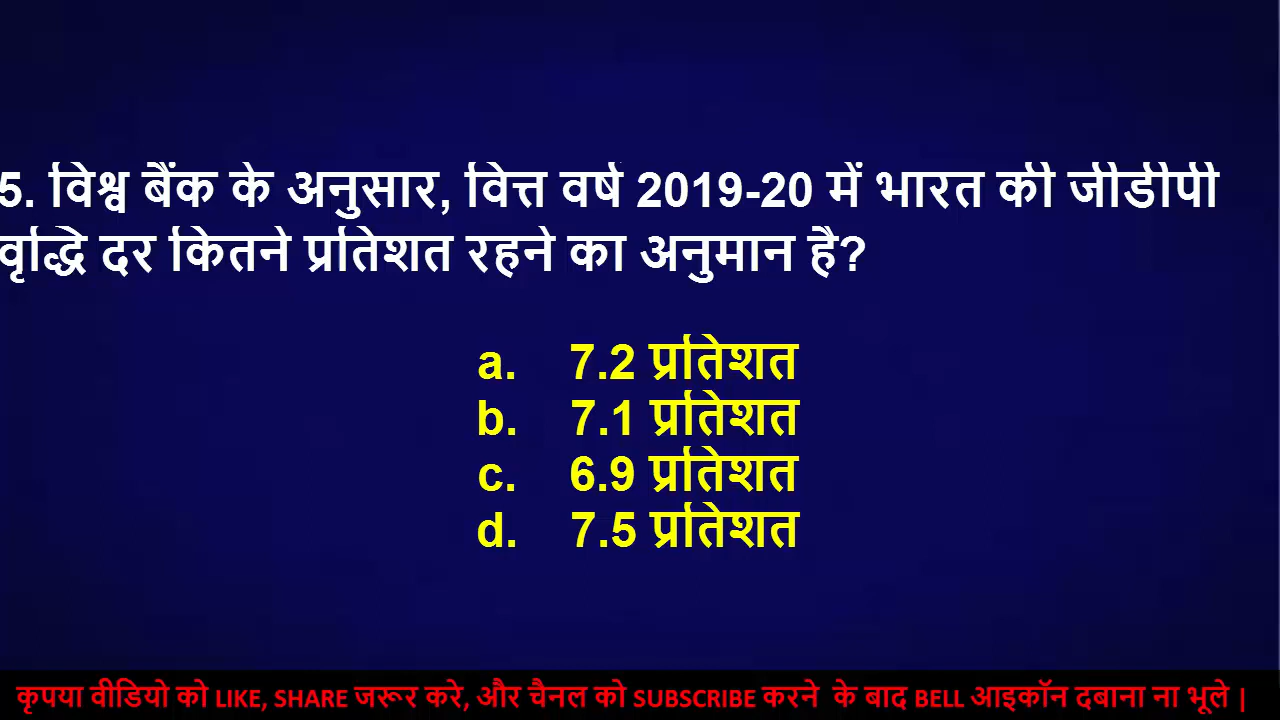 5. विश्व बैंक के अनुसार, वित्त वर्ष 2019-20 में भारत की जीडीपी
वृद्धि दर कितने प्रतिशत रहने का अनुमान है?
a. 7.2 प्रतिशत
b. 7.1 प्रतिशत
c. 6.9 प्रतिशत
d. 7.5 प्रतिशत
कृपया वीडियो को LIKE, SHARE जरूर करे, और चैनल को SUBSCRIBE करने के बाद BELL आइकॉन दबाना ना भूले |